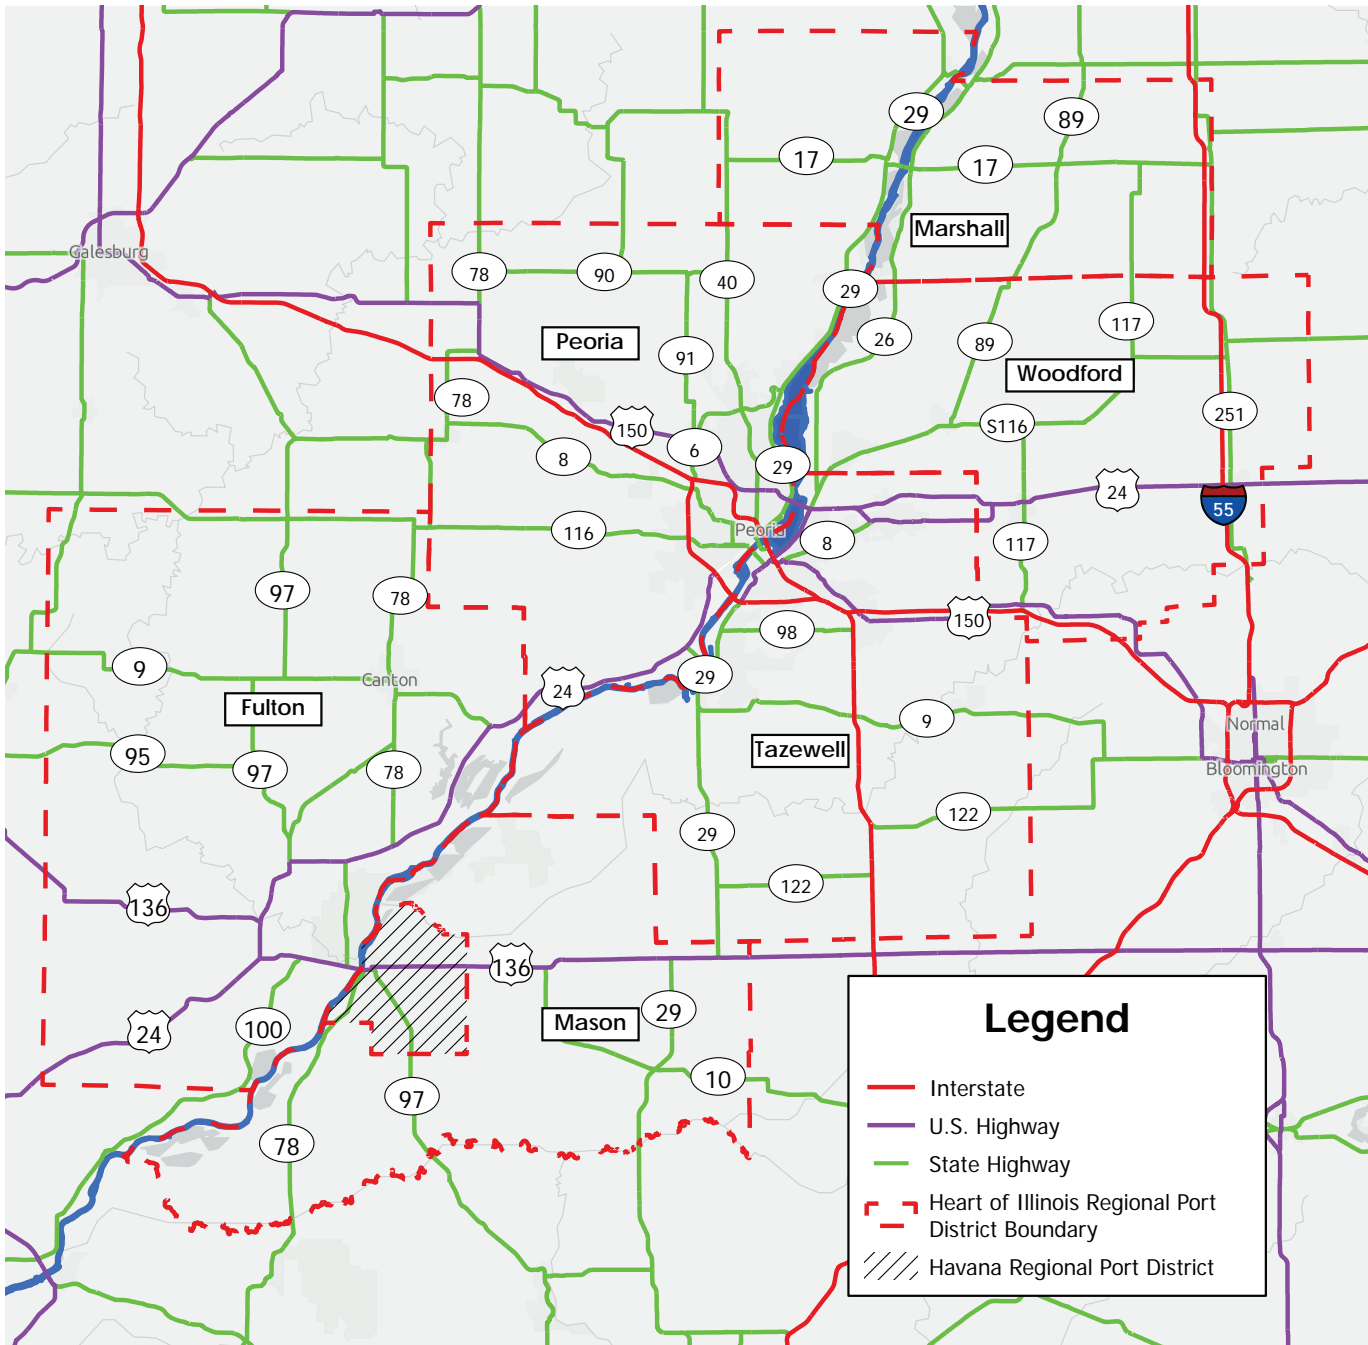 29
89
17
17
Marshall
Galesburg
78
90
40
29
117
26
Peoria
89
91
Woodford
78
251
150
S116
6
8
29
24
55
116
Peoria
8
117
97
78
150
98
9
29
Canton
24
Fulton
9
Normal
Tazewell
95
97
78
Bloomington
122
29
122
136
136
Mason
29
24
100
10
97
78
Legend
Interstate
U.S. Highway
State Highway
Heart of Illinois Regional Port
District Boundary
Havana Regional Port District